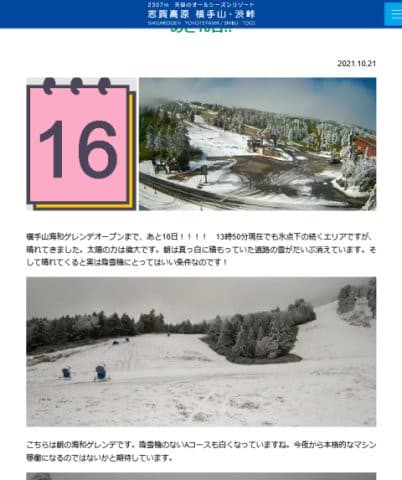 2307m 天空のオールシーズンリゾート
志賀高原 横手山・渋峠
SHIGAKOGEN YOKOTEYAMA / SHIBU TOGE
あと16日!!
2021.10.21
16
横手山海和ゲレンデオープンまで、あと16日！！！！　13時50分現在でも氷点下の続くエリアですが、
晴れてきました。太陽の力は偉大です。朝は真っ白に積もっていた道路の雪がだいぶ消えています。そ
して晴れてくると実は降雪機にとってはいい条件なのです！
こちらは朝の海和ゲレンデです。降雪機のないAコースも白くなっていますね。今夜から本格的なマシン
稼働になるのではないかと期待しています。